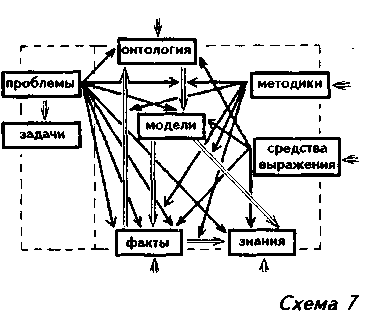 онтология
проблемы
методики
задачи
модели
средства
выражения
факты
знания
Схема 7